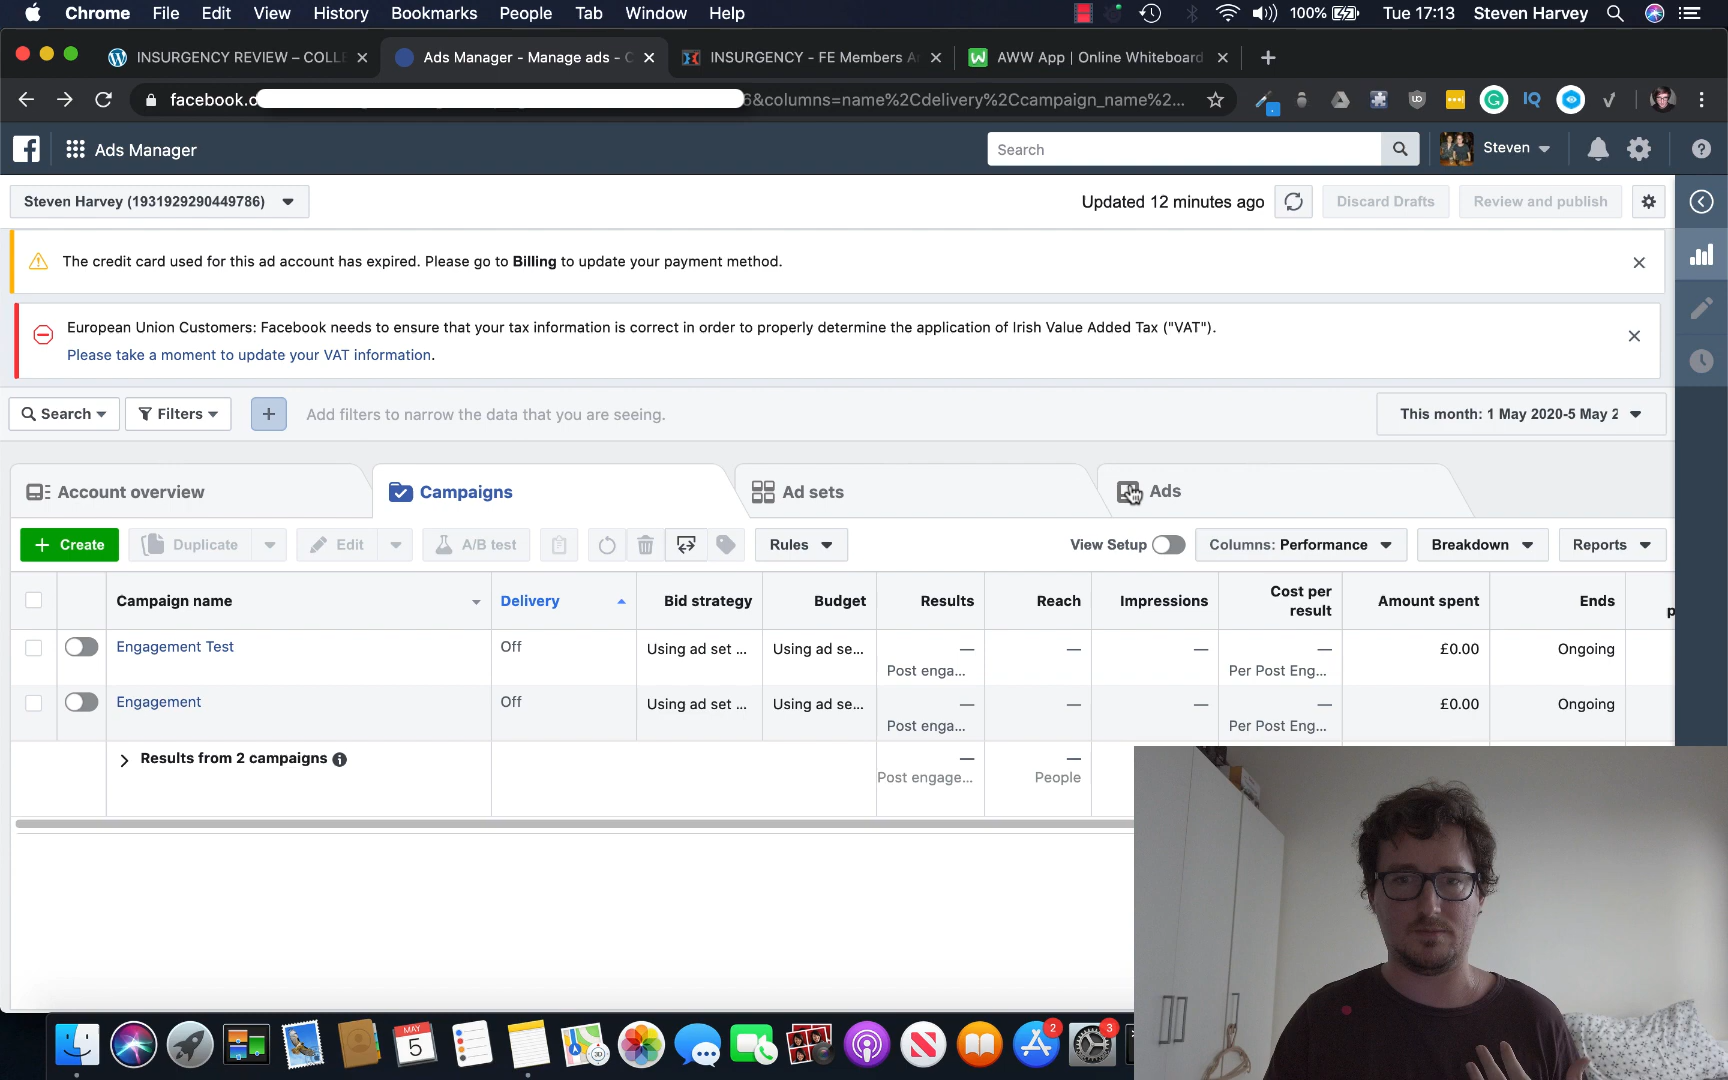 Chrome File Edit View History Bookmarks People Tab Window Help 100% Tue 17:13 Steven Harvey
INSURGENCY REVIEW – COLLE
Ads Manager - Manage ads - C
INSURGENCY - FE Members Ar
AWW App | Online Whiteboard
facebook.c 6&columns=name%2Cdelivery%2Ccampaign_name%2...
Ads Manager
Search
Steven
Steven Harvey (1931929290449786)
Updated 12 minutes ago
Discard Drafts
Review and publish
The credit card used for this ad account has expired. Please go to Billing to update your payment method.
European Union Customers: Facebook needs to ensure that your tax information is correct in order to properly determine the application of Irish Value Added Tax ("VAT").
Please take a moment to update your VAT information.
Search Filters + Add filters to narrow the data that you are seeing.
This month: 1 May 2020-5 May 2
Account overview Campaigns Ad sets Ads
+ Create Duplicate Edit A/B test Rules View Setup Columns: Performance Breakdown Reports
Campaign name Delivery Bid strategy Budget Results Reach Impressions Cost per result Amount spent Ends
Engagement Test Off Using ad set ... Using ad se... — — — — £0.00 Ongoing
Post enga... Per Post Eng...
Engagement Off Using ad set ... Using ad se... — — — — £0.00 Ongoing
Post enga... Per Post Eng...
Results from 2 campaigns — —
Post engage... People
MAY
5
3D
2
3